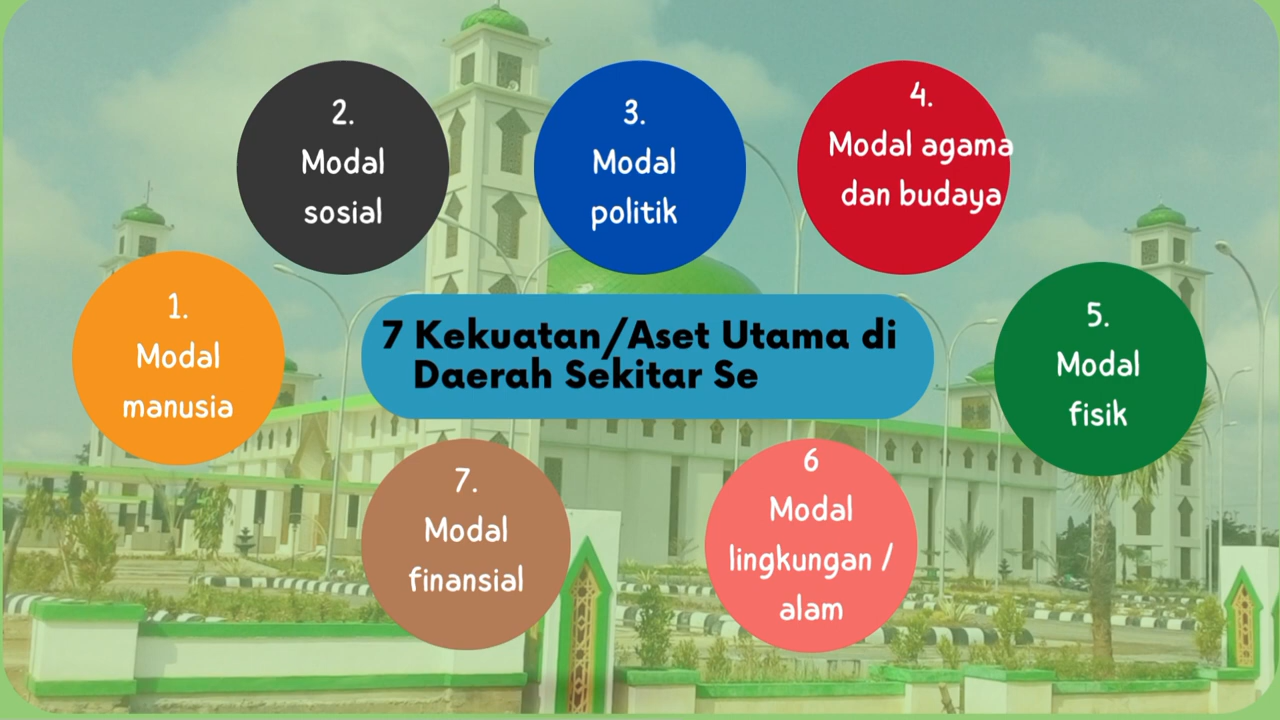 7 Kekuatan/Aset Utama di
Daerah Sekitar Se
1.
Modal
manusia
2.
Modal
sosial
3.
Modal
politik
4.
Modal agama
dan budaya
5.
Modal
fisik
6
Modal
lingkungan /
alam
7.
Modal
finansial